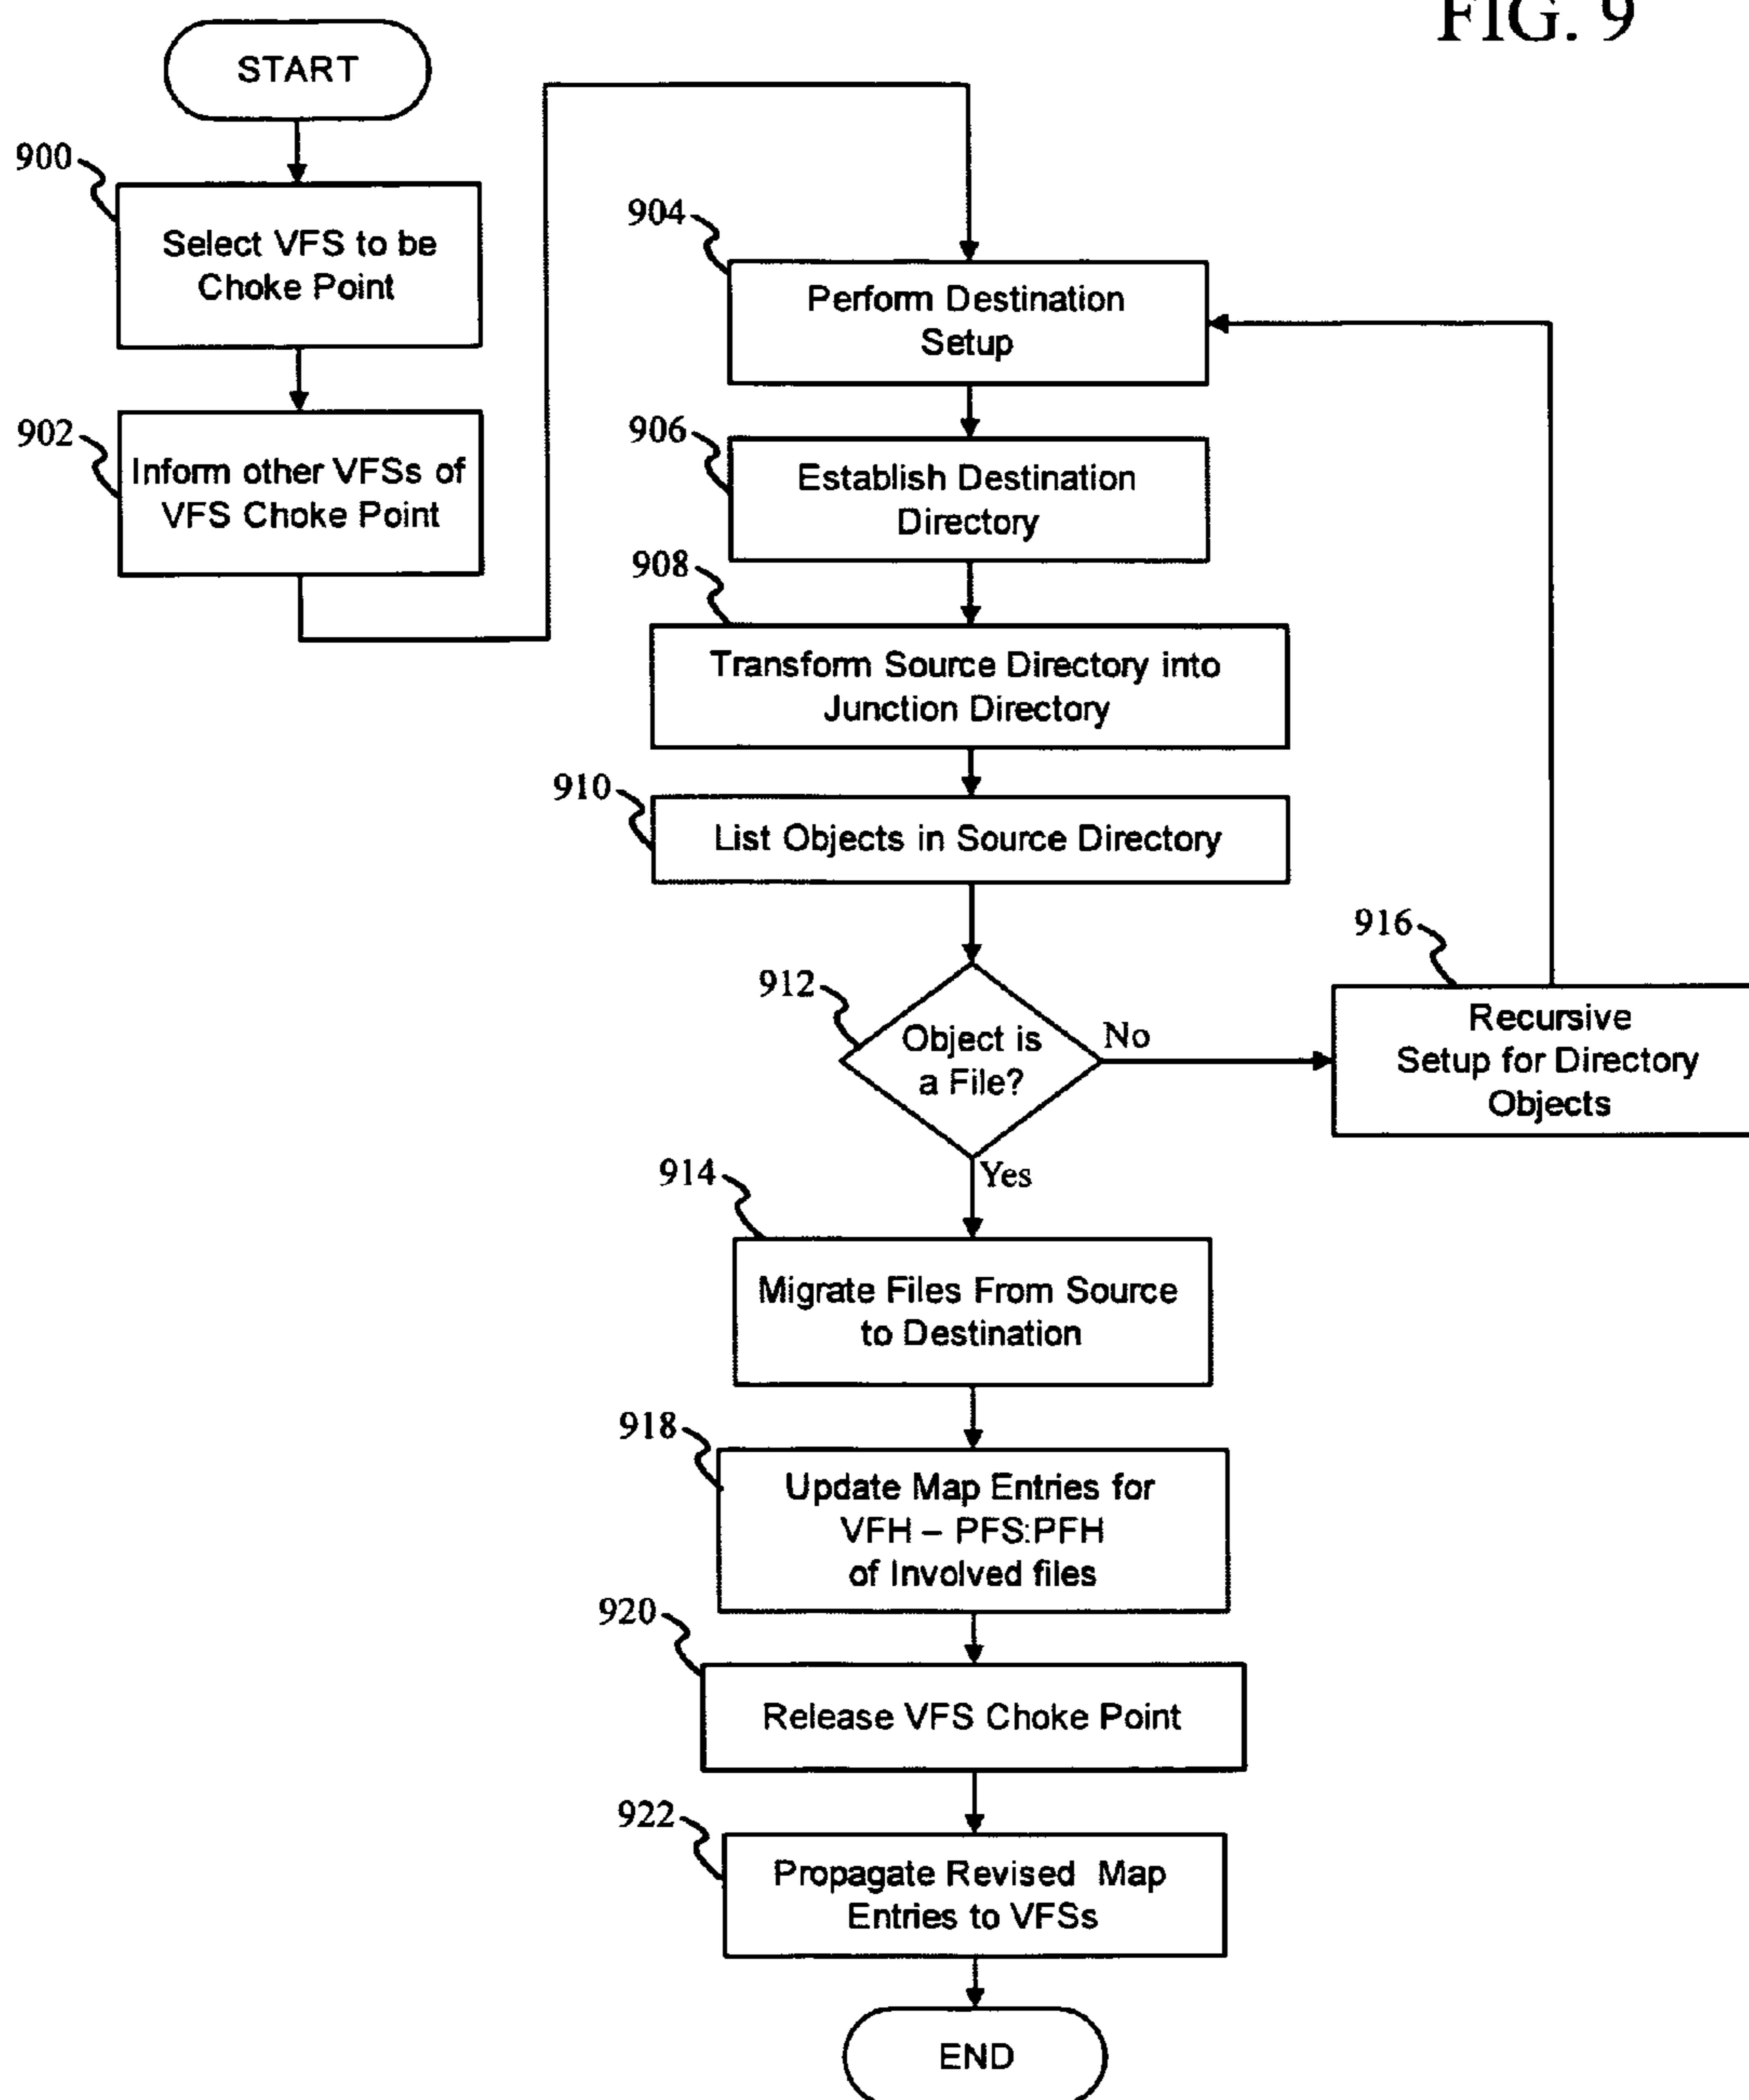 FIG. 9
START
900
Select VFS to be
Choke Point
902
Inform other VFSs of
VFS Choke Point
904
Perform Destination
Setup
906
Establish Destination
Directory
908
Transform Source Directory into
Junction Directory
910
List Objects in Source Directory
912
Object is
a File?
No
916
Recursive
Setup for Directory
Objects
Yes
914
Migrate Files From Source
to Destination
918
Update Map Entries for
VFH – PFS:PFH
of Involved files
920
Release VFS Choke Point
922
Propagate Revised Map
Entries to VFSs
END